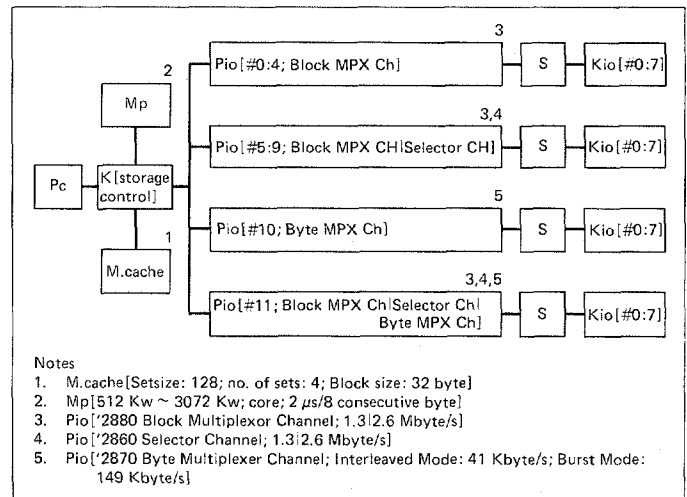 3
Pio[#0:4; Block MPX Ch]
S
Kio[#0:7]
2
Mp
3,4
Pio[#5:9; Block MPX CH|Selector CH]
S
Kio[#0:7]
Pc
K[storage
control]
5
Pio[#10; Byte MPX Ch]
S
Kio[#0:7]
1
M.cache
3,4,5
Pio[#11; Block MPX Ch|Selector Ch|
Byte MPX Ch]
S
Kio[#0:7]
Notes
1. M.cache[Setsize: 128; no. of sets: 4; Block size: 32 byte]
2. Mp[512 Kw ~ 3072 Kw; core; 2 μs/8 consecutive byte]
3. Pio['2880 Block Multiplexor Channel; 1.3|2.6 Mbyte/s]
4. Pio['2860 Selector Channel; 1.3|2.6 Mbyte/s]
5. Pio['2870 Byte Multiplexer Channel; Interleaved Mode: 41 Kbyte/s; Burst Mode:
149 Kbyte/s]